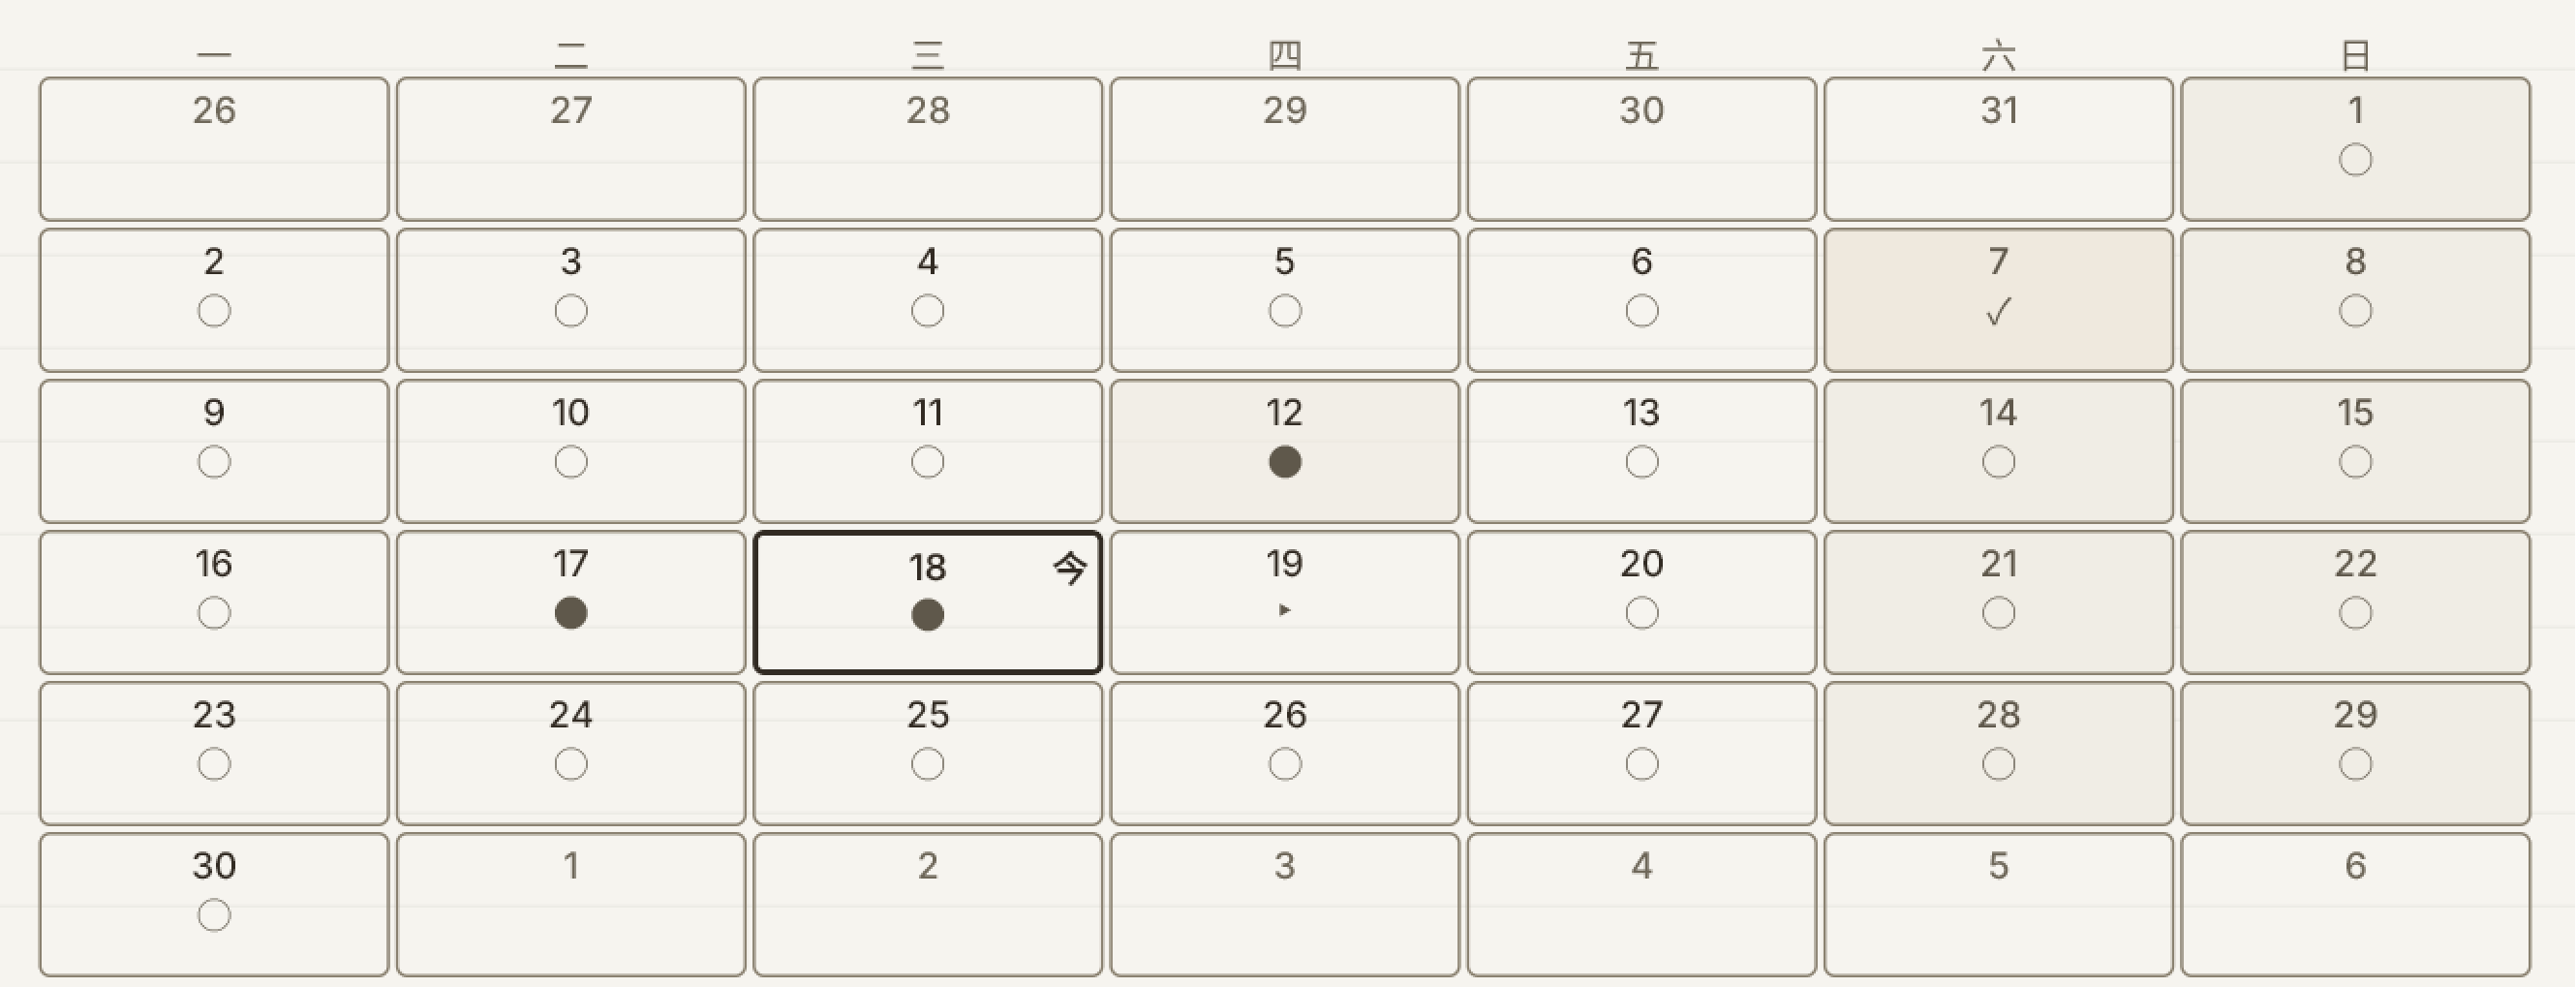 一 二 三 四 五 六 日
26 27 28 29 30 31 1
○
2 3 4 5 6 7 8
○ ○ ○ ○ ○ ✓ ○
9 10 11 12 13 14 15
○ ○ ○ ● ○ ○ ○
16 17 18 今 19 20 21 22
○ ● ● ▸ ○ ○ ○
23 24 25 26 27 28 29
○ ○ ○ ○ ○ ○ ○
30 1 2 3 4 5 6
○